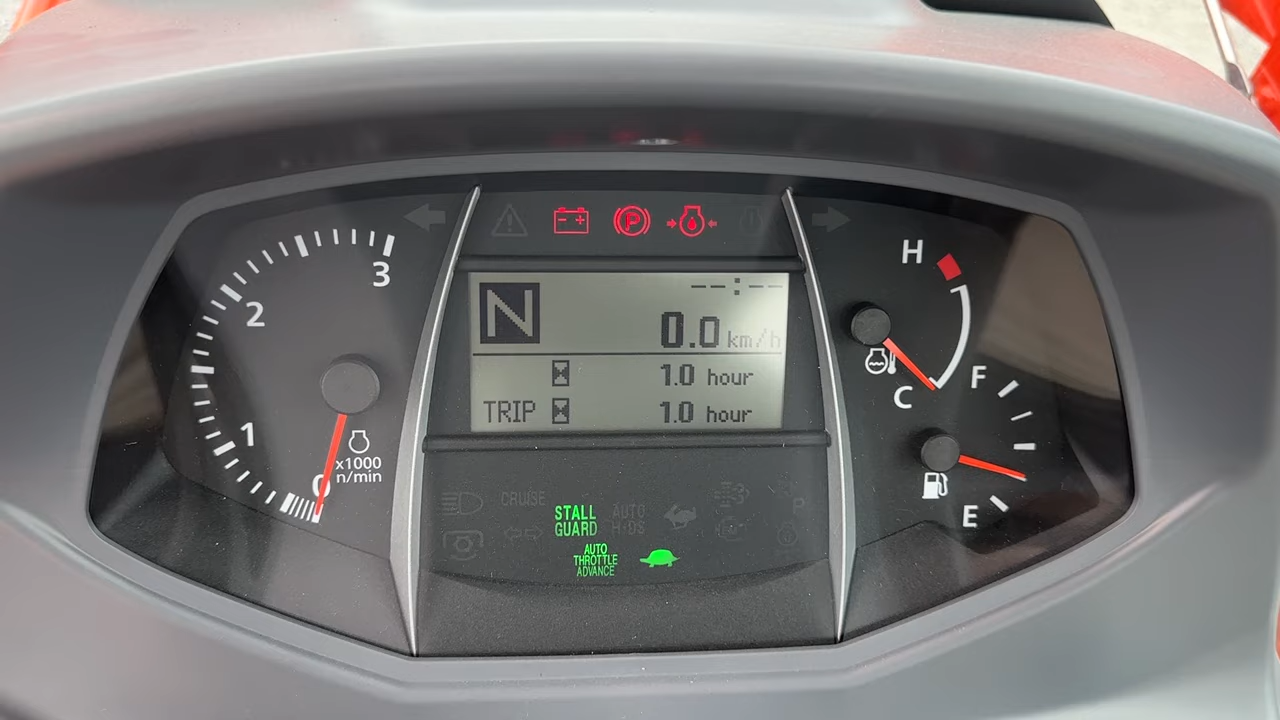 3
2
1
0
x1000
n/min
P
N
--:--
0.0 km/h
1.0 hour
TRIP 1.0 hour
H
C
F
E
CRUISE
STALL
GUARD
AUTO
H-DS
AUTO
THROTTLE
ADVANCE
P